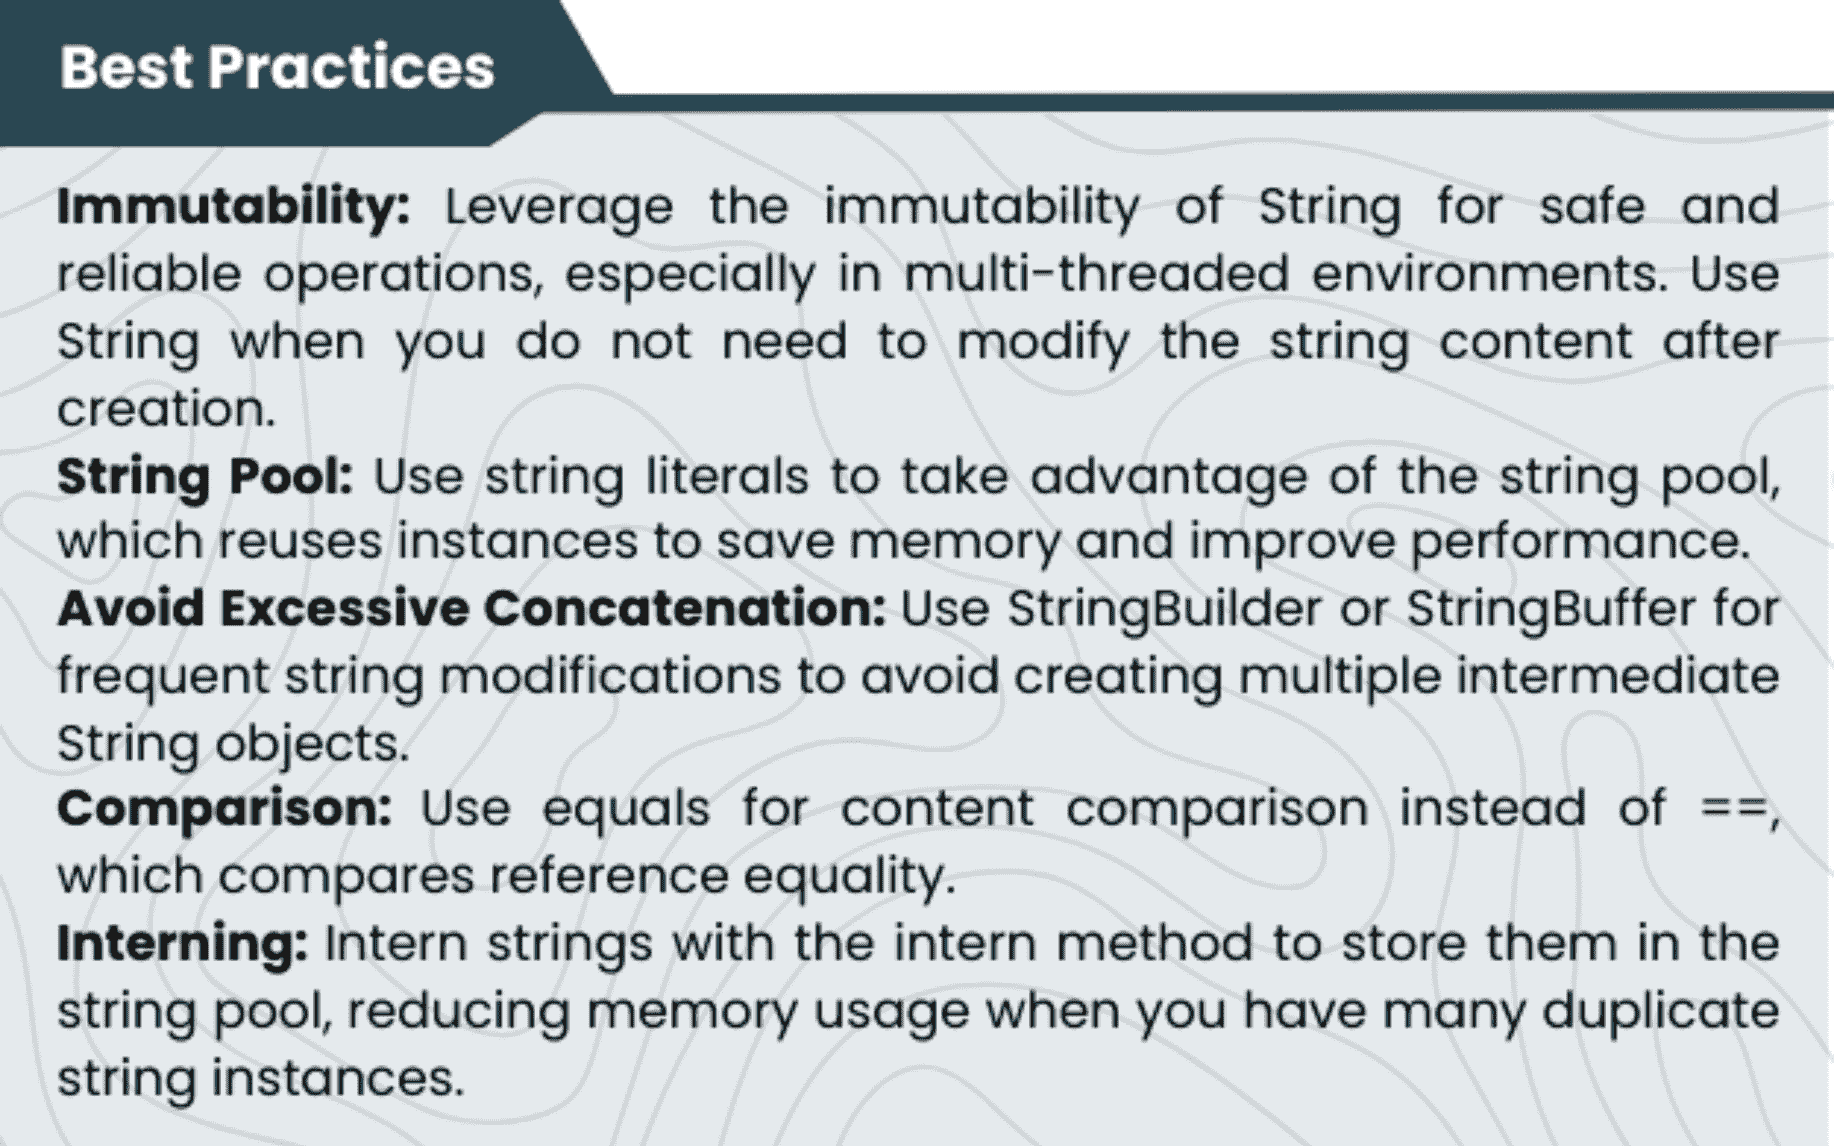 Best Practices
Immutability: Leverage the immutability of String for safe and
reliable operations, especially in multi-threaded environments. Use
String when you do not need to modify the string content after
creation.
String Pool: Use string literals to take advantage of the string pool,
which reuses instances to save memory and improve performance.
Avoid Excessive Concatenation: Use StringBuilder or StringBuffer for
frequent string modifications to avoid creating multiple intermediate
String objects.
Comparison: Use equals for content comparison instead of ==,
which compares reference equality.
Interning: Intern strings with the intern method to store them in the
string pool, reducing memory usage when you have many duplicate
string instances.